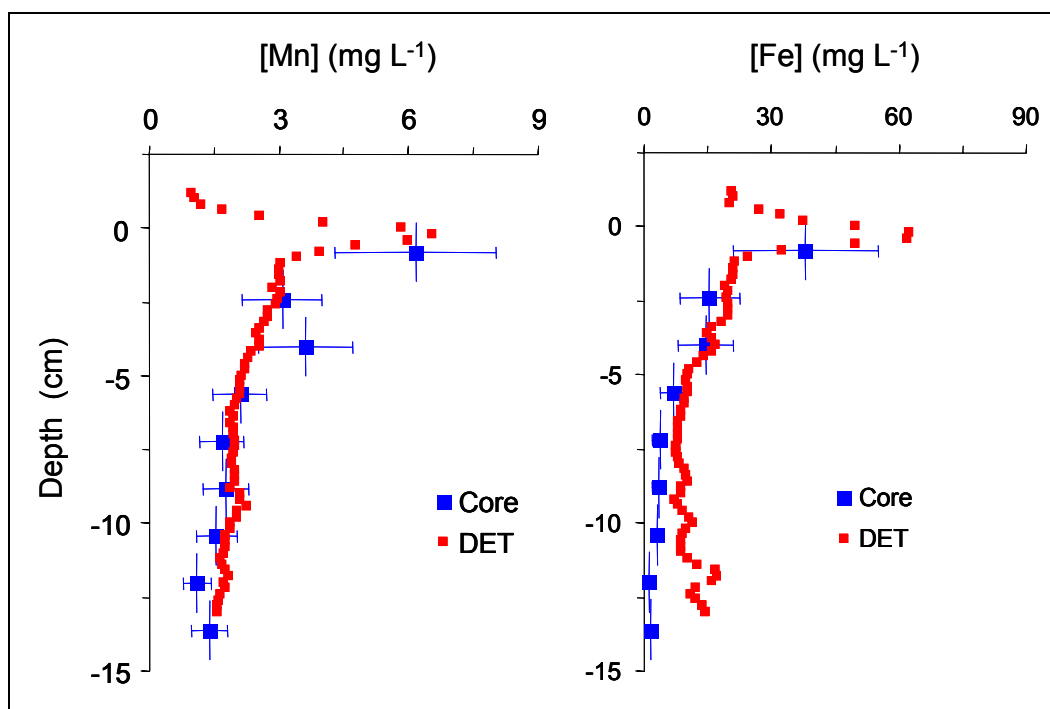 [Mn] (mg L-1)
[Fe] (mg L-1)
0 3 6 9
0 30 60 90
0
-5
-10
-15
Depth (cm)
Core
DET
0
-5
-10
-15
Core
DET